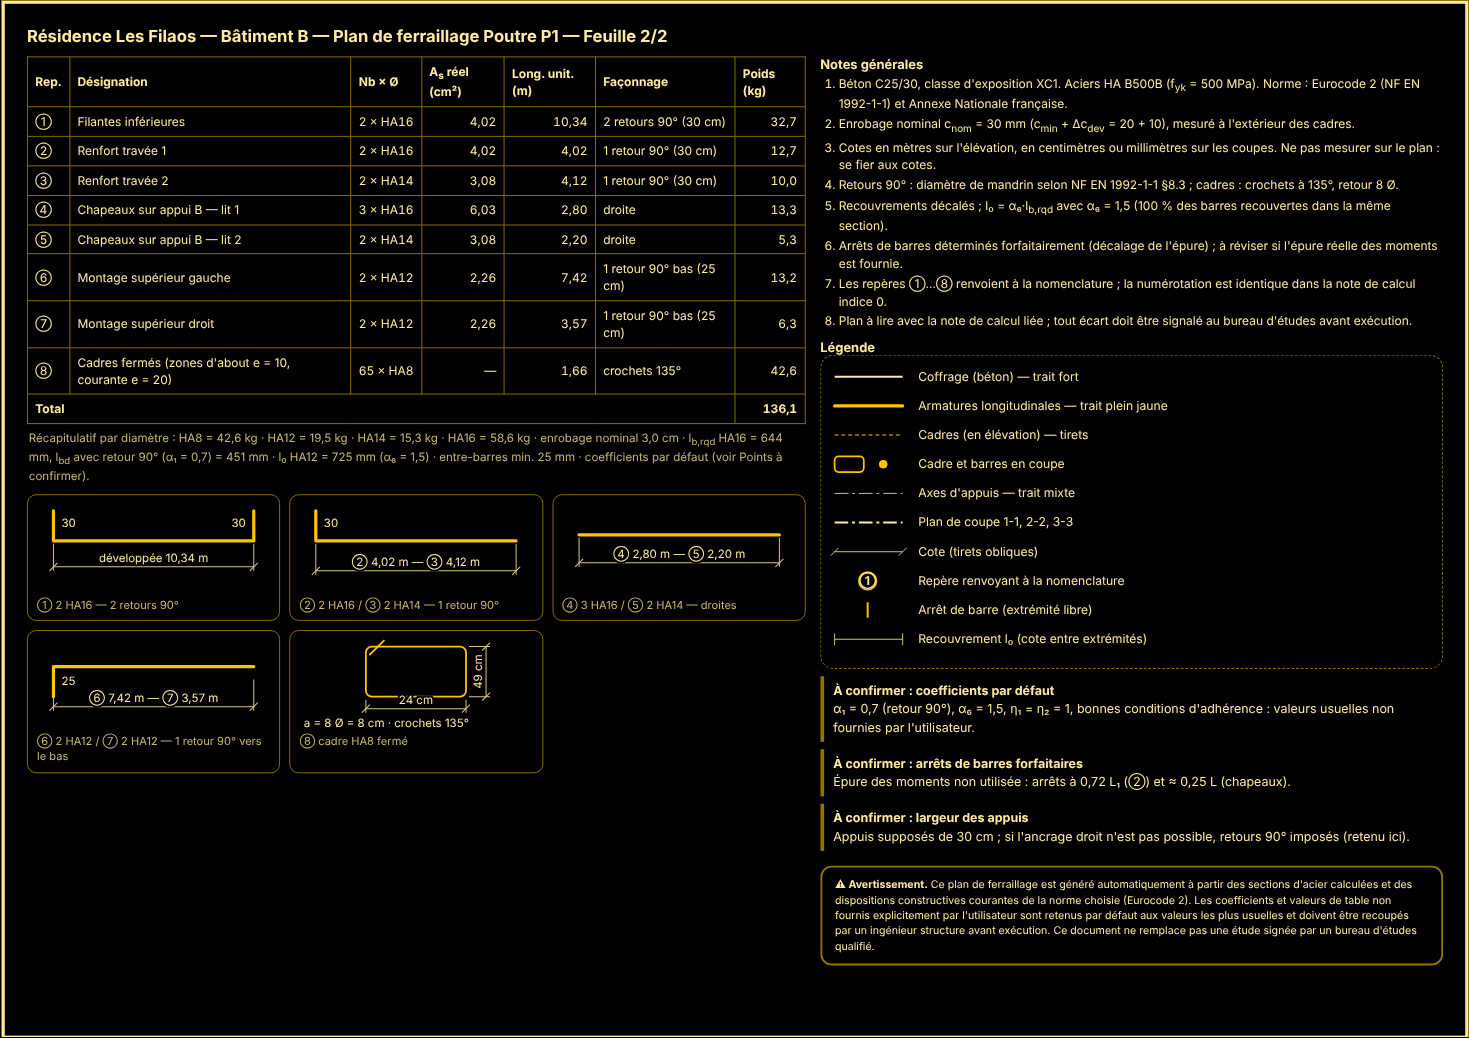 Résidence Les Filaos — Bâtiment B — Plan de ferraillage Poutre P1 — Feuille 2/2
Rep. Désignation Nb × Ø As réel (cm²) Long. unit. (m) Façonnage Poids (kg)
① Filantes inférieures 2 × HA16 4,02 10,34 2 retours 90° (30 cm) 32,7
② Renfort travée 1 2 × HA16 4,02 4,02 1 retour 90° (30 cm) 12,7
③ Renfort travée 2 2 × HA14 3,08 4,12 1 retour 90° (30 cm) 10,0
④ Chapeaux sur appui B — lit 1 3 × HA16 6,03 2,80 droite 13,3
⑤ Chapeaux sur appui B — lit 2 2 × HA14 3,08 2,20 droite 5,3
⑥ Montage supérieur gauche 2 × HA12 2,26 7,42 1 retour 90° bas (25 cm) 13,2
⑦ Montage supérieur droit 2 × HA12 2,26 3,57 1 retour 90° bas (25 cm) 6,3
⑧ Cadres fermés (zones d'about e = 10, courante e = 20) 65 × HA8 — 1,66 crochets 135° 42,6
Total 136,1
Récapitulatif par diamètre : HA8 = 42,6 kg · HA12 = 19,5 kg · HA14 = 15,3 kg · HA16 = 58,6 kg · enrobage nominal 3,0 cm · lb,rqd HA16 = 644
mm, lbd avec retour 90° (α₁ = 0,7) = 451 mm · l₀ HA12 = 725 mm (α₆ = 1,5) · entre-barres min. 25 mm · coefficients par défaut (voir Points à
confirmer).
30 30
développée 10,34 m
① 2 HA16 — 2 retours 90°
30
② 4,02 m — ③ 4,12 m
② 2 HA16 / ③ 2 HA14 — 1 retour 90°
④ 2,80 m — ⑤ 2,20 m
④ 3 HA16 / ⑤ 2 HA14 — droites
25
⑥ 7,42 m — ⑦ 3,57 m
⑥ 2 HA12 / ⑦ 2 HA12 — 1 retour 90° vers
le bas
49 cm
24 cm
a = 8 Ø = 8 cm · crochets 135°
⑧ cadre HA8 fermé
Notes générales
1. Béton C25/30, classe d'exposition XC1. Aciers HA B500B (fyk = 500 MPa). Norme : Eurocode 2 (NF EN
1992-1-1) et Annexe Nationale française.
2. Enrobage nominal cnom = 30 mm (cmin + Δcdev = 20 + 10), mesuré à l'extérieur des cadres.
3. Cotes en mètres sur l'élévation, en centimètres ou millimètres sur les coupes. Ne pas mesurer sur le plan :
se fier aux cotes.
4. Retours 90° : diamètre de mandrin selon NF EN 1992-1-1 §8.3 ; cadres : crochets à 135°, retour 8 Ø.
5. Recouvrements décalés ; l₀ = α₆·lb,rqd avec α₆ = 1,5 (100 % des barres recouvertes dans la même
section).
6. Arrêts de barres déterminés forfaitairement (décalage de l'épure) ; à réviser si l'épure réelle des moments
est fournie.
7. Les repères ①…⑧ renvoient à la nomenclature ; la numérotation est identique dans la note de calcul
indice 0.
8. Plan à lire avec la note de calcul liée ; tout écart doit être signalé au bureau d'études avant exécution.
Légende
Coffrage (béton) — trait fort
Armatures longitudinales — trait plein jaune
Cadres (en élévation) — tirets
Cadre et barres en coupe
Axes d'appuis — trait mixte
Plan de coupe 1-1, 2-2, 3-3
Cote (tirets obliques)
① Repère renvoyant à la nomenclature
Arrêt de barre (extrémité libre)
Recouvrement l₀ (cote entre extrémités)
À confirmer : coefficients par défaut
α₁ = 0,7 (retour 90°), α₆ = 1,5, η₁ = η₂ = 1, bonnes conditions d'adhérence : valeurs usuelles non
fournies par l'utilisateur.
À confirmer : arrêts de barres forfaitaires
Épure des moments non utilisée : arrêts à 0,72 L₁ (②) et ≈ 0,25 L (chapeaux).
À confirmer : largeur des appuis
Appuis supposés de 30 cm ; si l'ancrage droit n'est pas possible, retours 90° imposés (retenu ici).
⚠ Avertissement. Ce plan de ferraillage est généré automatiquement à partir des sections d'acier calculées et des
dispositions constructives courantes de la norme choisie (Eurocode 2). Les coefficients et valeurs de table non
fournis explicitement par l'utilisateur sont retenus par défaut aux valeurs les plus usuelles et doivent être recoupés
par un ingénieur structure avant exécution. Ce document ne remplace pas une étude signée par un bureau d'études
qualifié.